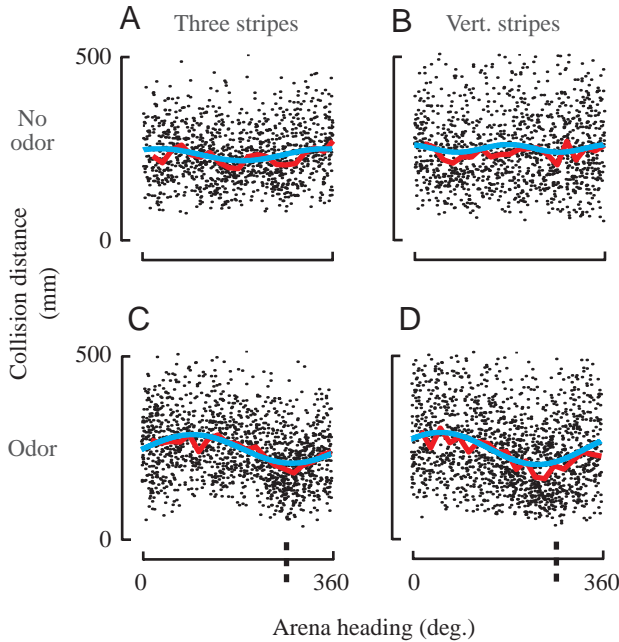 A
Three stripes
B
Vert. stripes
500
No
odor
0
Collision distance
(mm)
C
D
500
Odor
0
0
360
0
360
Arena heading (deg.)